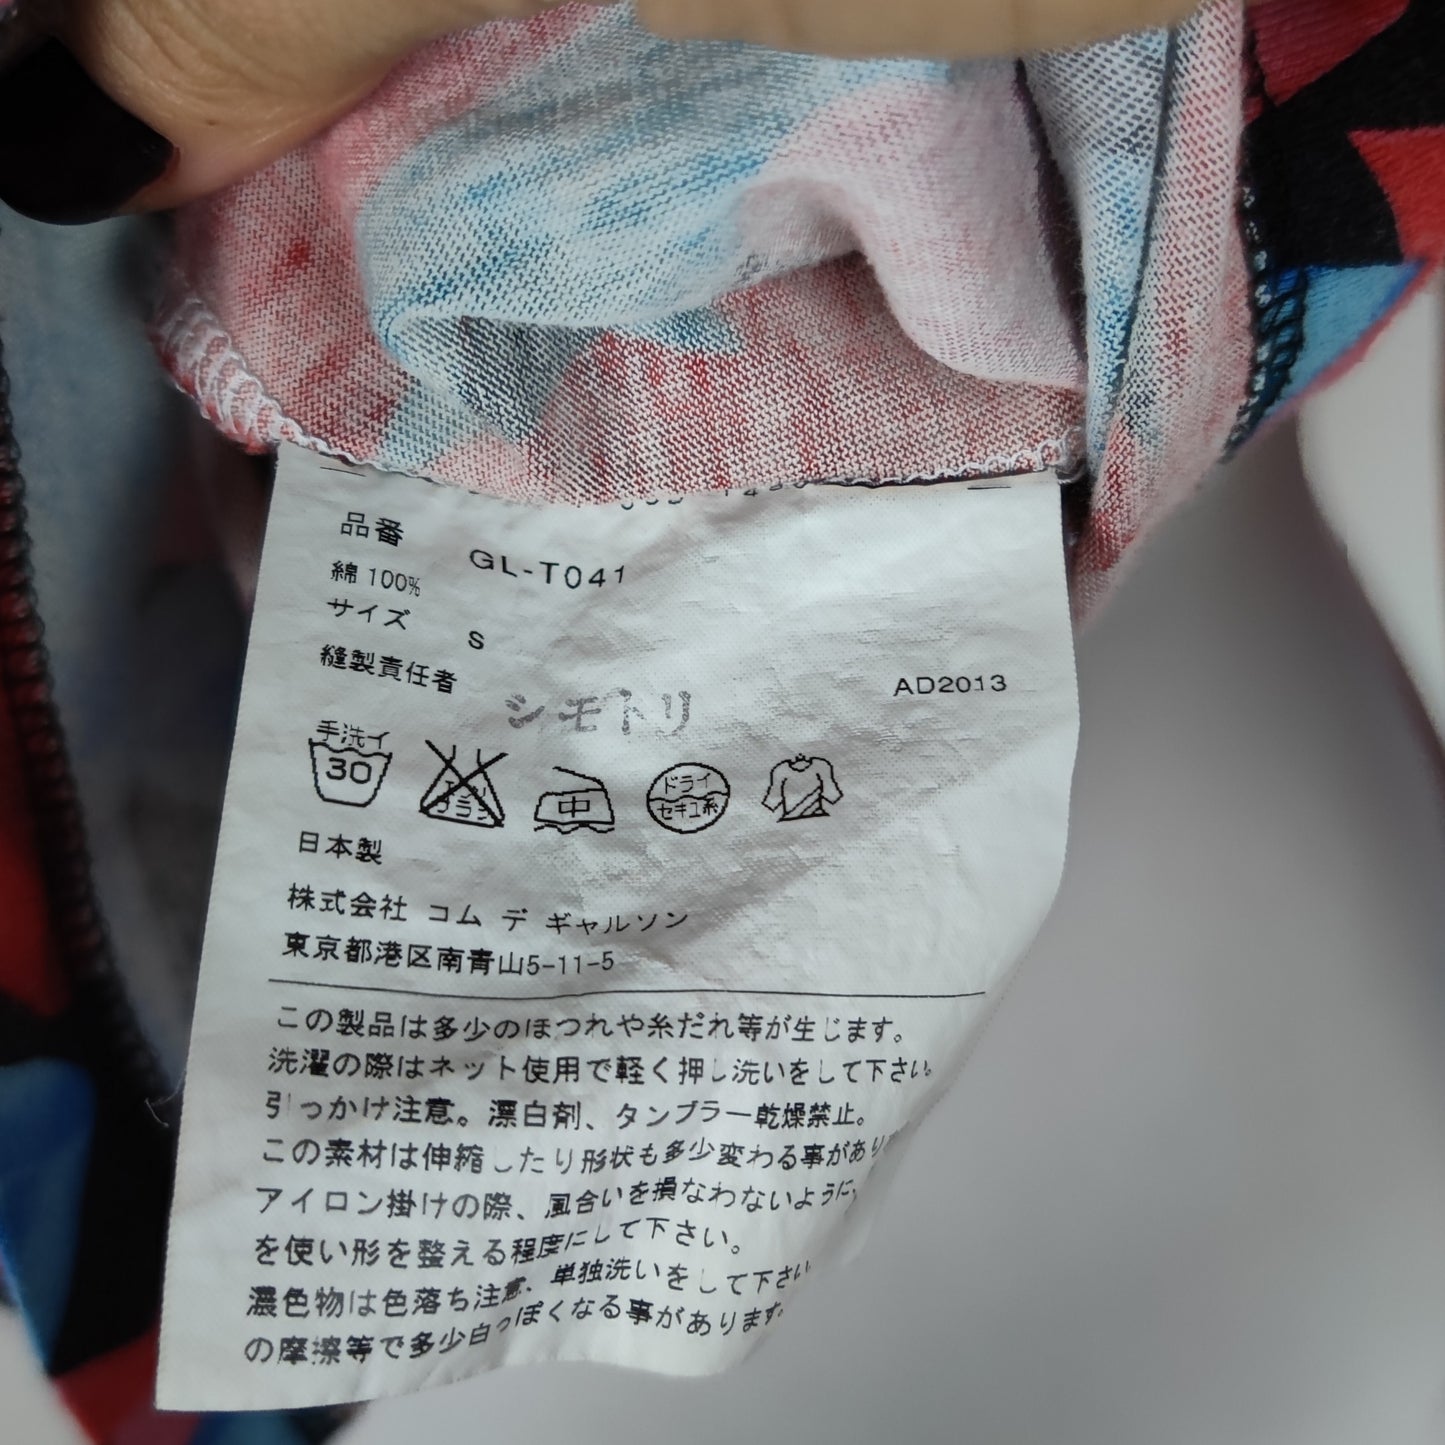 品番 GL-T041
綿 100%
サイズ S
縫製責任者
シモトリ
AD2013
手洗イ
30
中
ドライ
セキユ系
日本製
株式会社 コム デ ギャルソン
東京都港区南青山5-11-5
この製品は多少のほつれや糸だれ等が生じます。
洗濯の際はネット使用で軽く押し洗いをして下さい。
引っかけ注意。漂白剤、タンブラー乾燥禁止。
この素材は伸縮したり形状も多少変わる事があり
アイロン掛けの際、風合いを損なわないように、
を使い形を整える程度にして下さい。
濃色物は色落ち注意、単独洗いをして下さい
の摩擦等で多少白っぽくなる事があります。